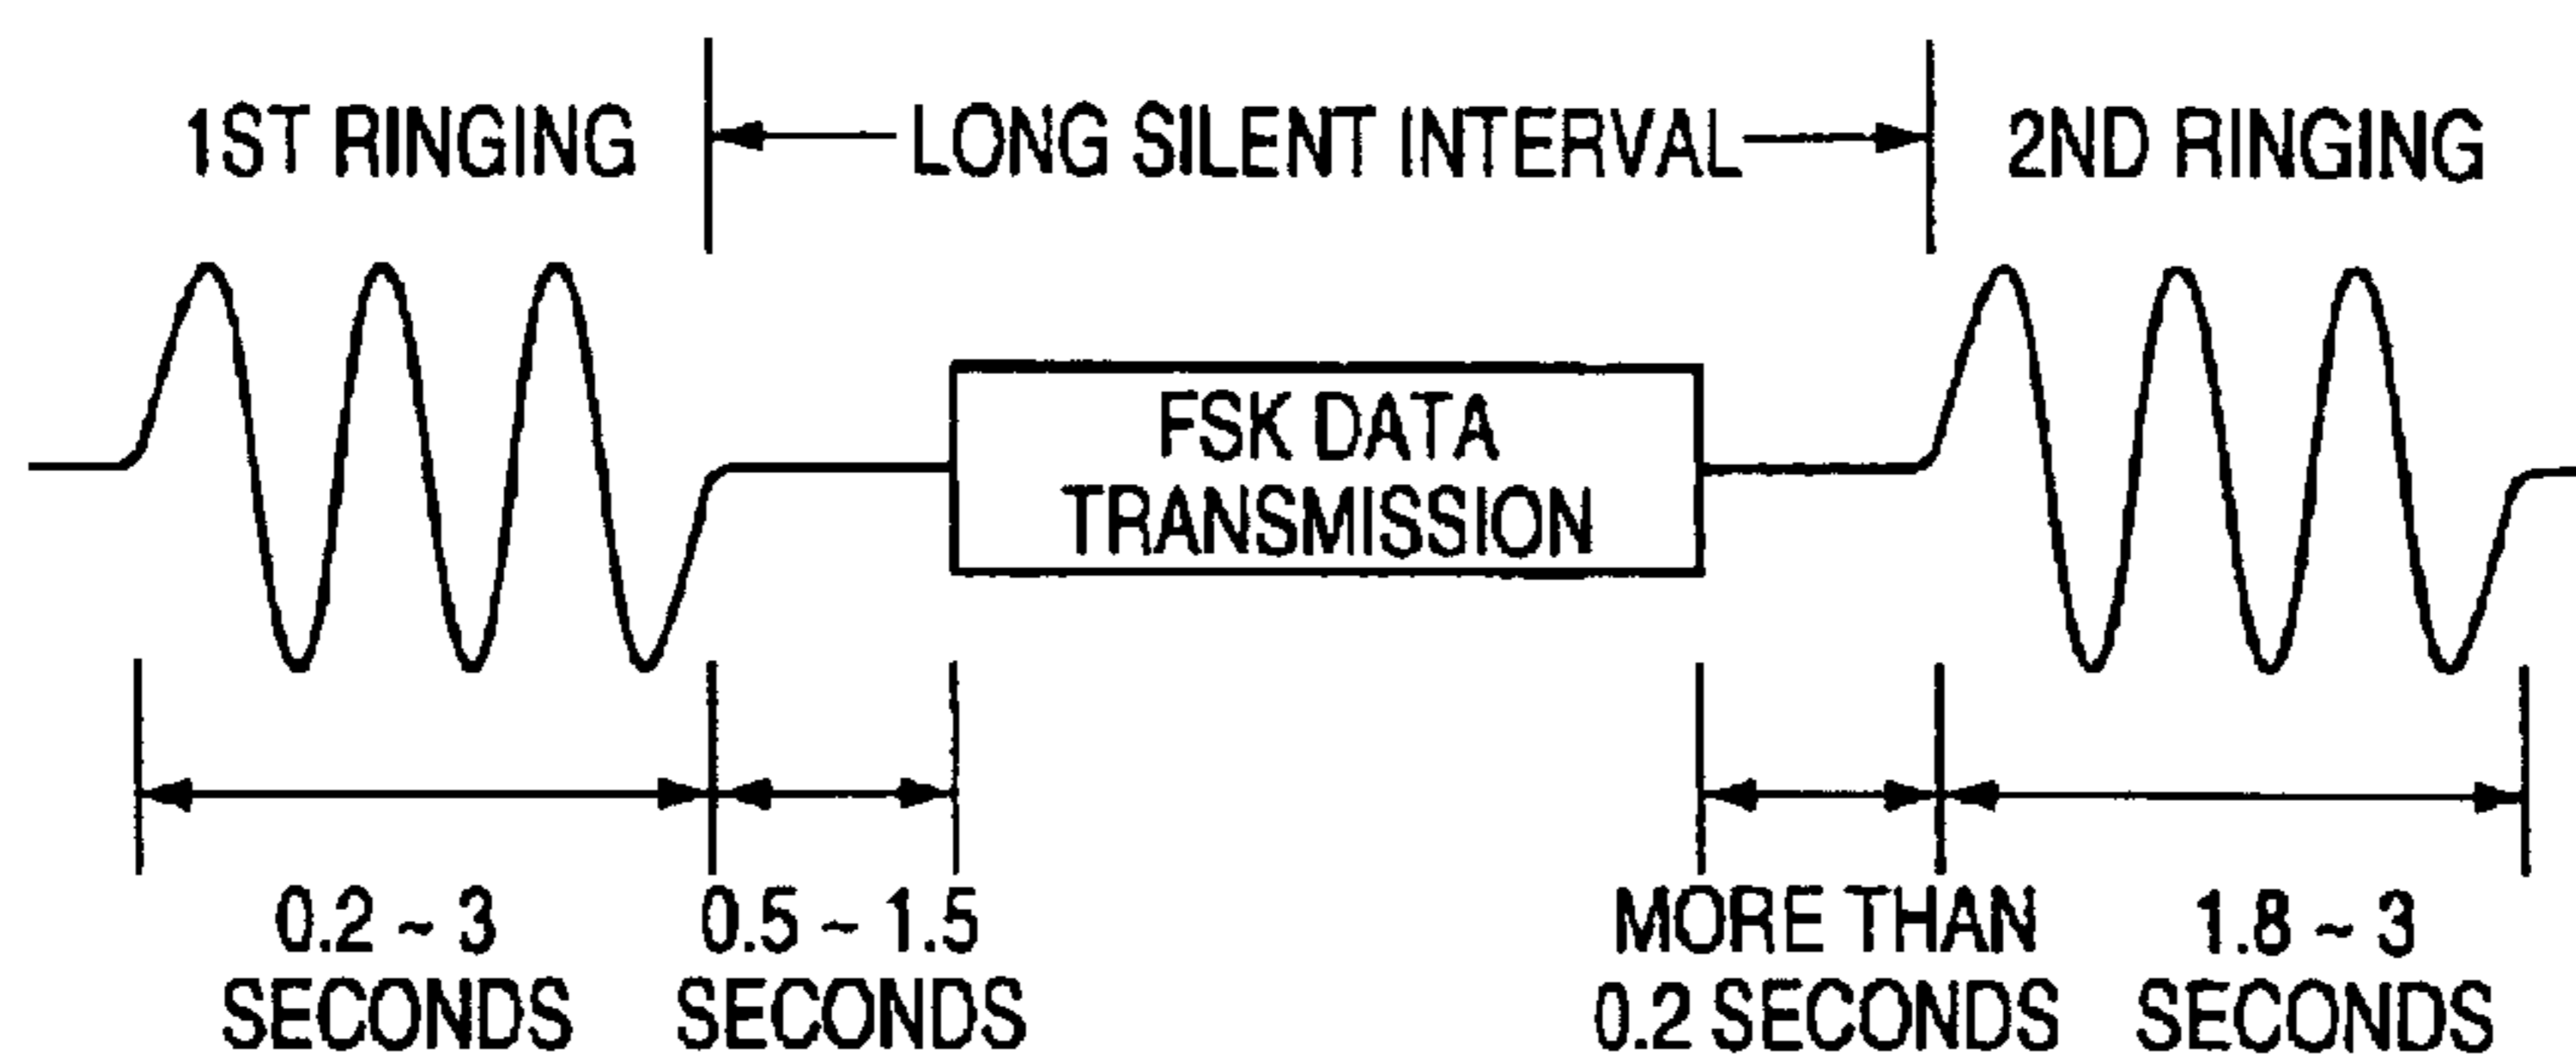 1ST RINGING
LONG SILENT INTERVAL
2ND RINGING
FSK DATA
TRANSMISSION
0.2 ~ 3
SECONDS
0.5 ~ 1.5
SECONDS
MORE THAN
0.2 SECONDS
1.8 ~ 3
SECONDS